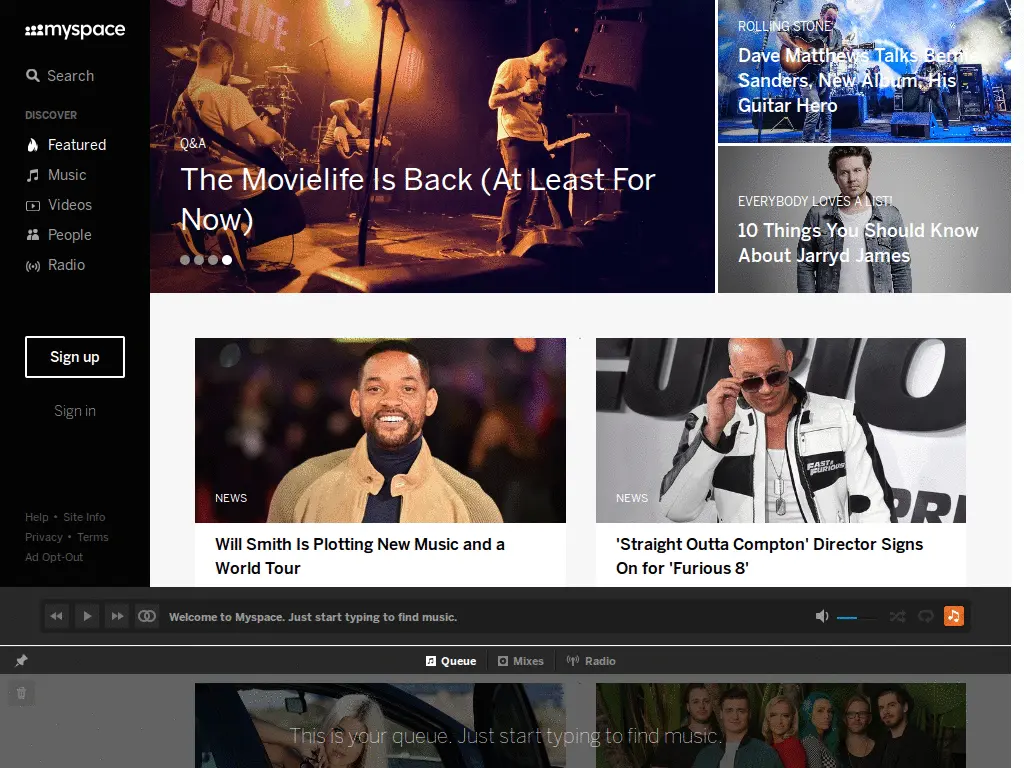 myspace
Search
DISCOVER
Featured
Music
Videos
People
Radio
Sign up
Sign in
Help • Site Info
Privacy • Terms
Ad Opt-Out
MOVIELIFE
Q&A
The Movielife Is Back (At Least For
Now)
ROLLING STONE
Dave Matthews Talks Bernie
Sanders, New Album, His
Guitar Hero
EVERYBODY LOVES A LIST!
10 Things You Should Know
About Jarryd James
NEWS
Will Smith Is Plotting New Music and a
World Tour
FAST &
FURIOUS
NEWS
'Straight Outta Compton' Director Signs
On for 'Furious 8'
Welcome to Myspace. Just start typing to find music.
Queue
Mixes
Radio
This is your queue. Just start typing to find music.